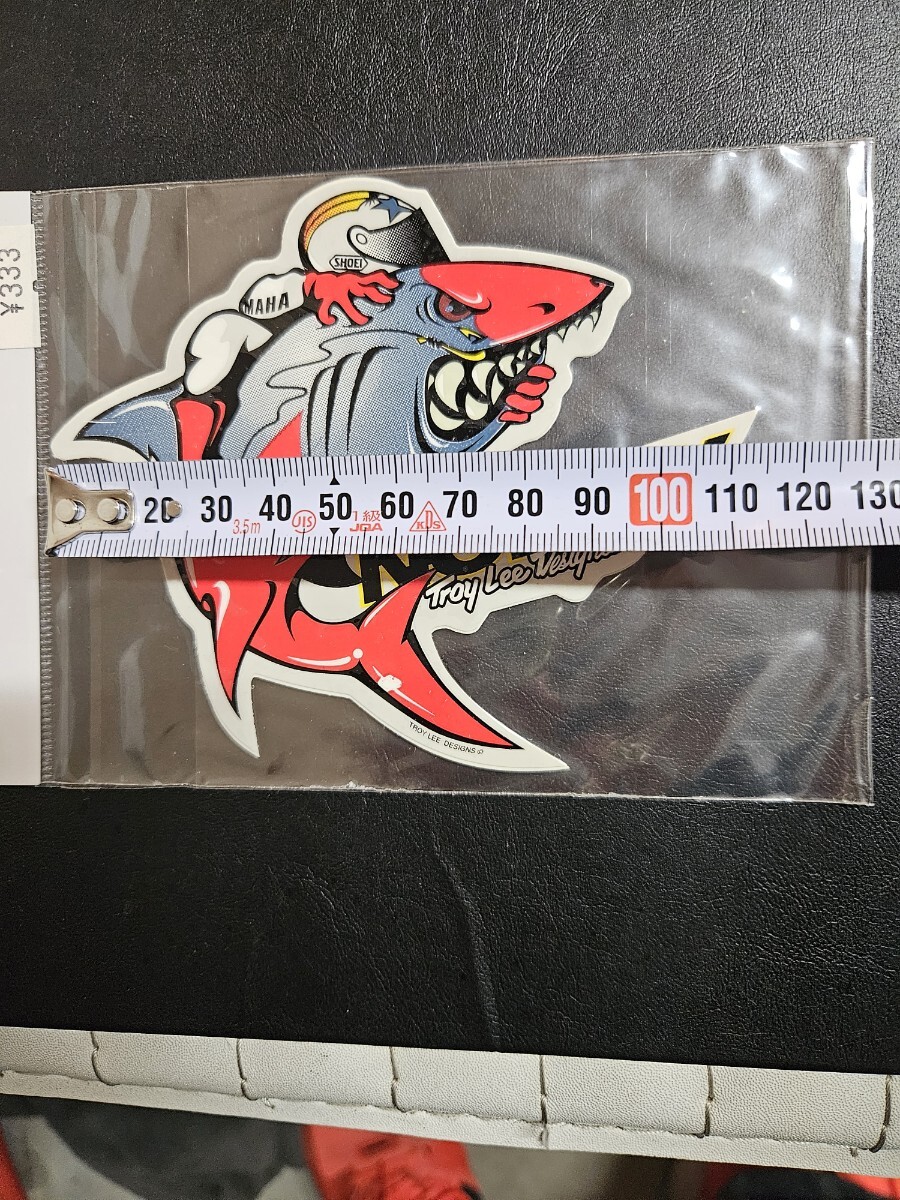 ¥333
SHOEI
MAHA
20 30 40 50 60 70 80 90 100 110 120 130
3.5m JIS 1級 JQA KDS
Troy Lee Designs
TROY LEE DESIGNS ©